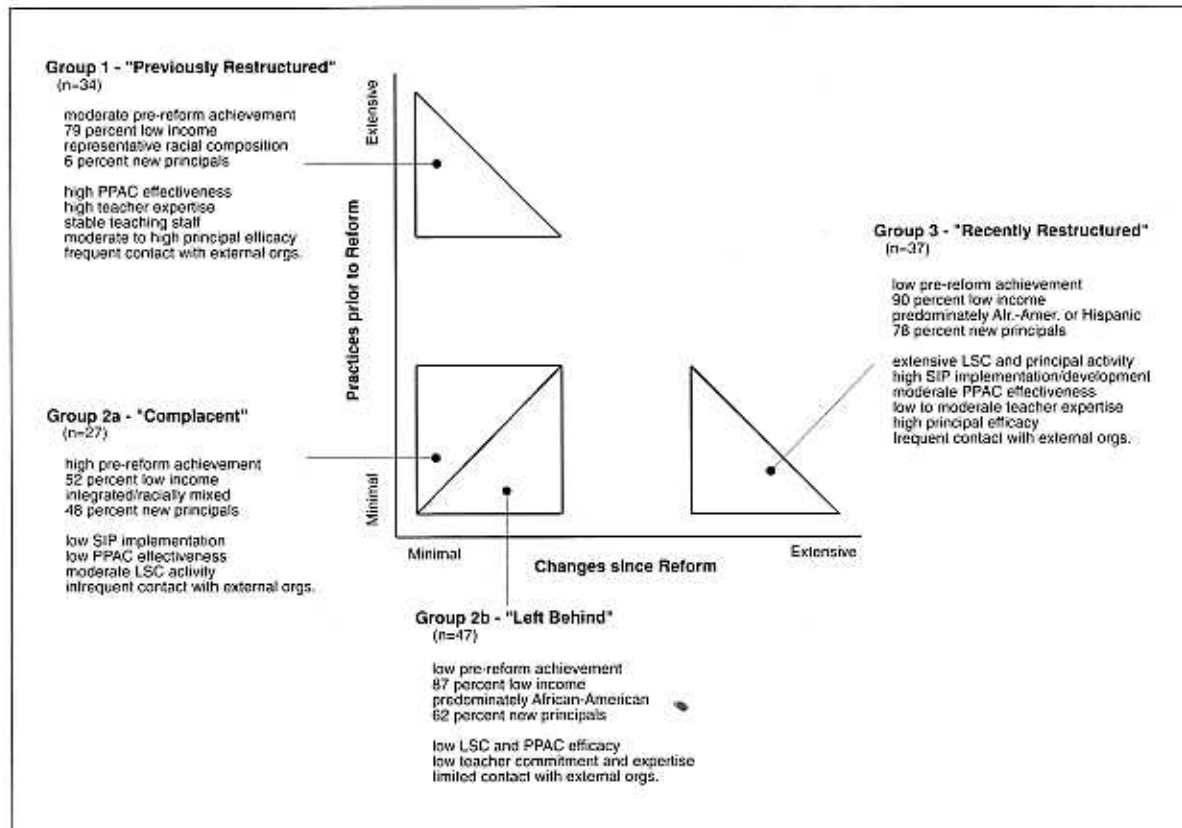 Group 1 - "Previously Restructured"
(n=34)
moderate pre-reform achievement
79 percent low income
representative racial composition
6 percent new principals
high PPAC effectiveness
high teacher expertise
stable teaching staff
moderate to high principal efficacy
frequent contact with external orgs.
Group 2a - "Complacent"
(n=27)
high pre-reform achievement
52 percent low income
integrated/racially mixed
48 percent new principals
low SIP implementation
low PPAC effectiveness
moderate LSC activity
infrequent contact with external orgs.
Extensive
Practices prior to Reform
Minimal
Minimal
Extensive
Changes since Reform
Group 3 - "Recently Restructured"
(n=37)
low pre-reform achievement
90 percent low income
predominately Afr.-Amer. or Hispanic
78 percent new principals
extensive LSC and principal activity
high SIP implementation/development
moderate PPAC effectiveness
low to moderate teacher expertise
high principal efficacy
frequent contact with external orgs.
Group 2b - "Left Behind"
(n=47)
low pre-reform achievement
87 percent low income
predominately African-American
62 percent new principals
low LSC and PPAC efficacy
low teacher commitment and expertise
limited contact with external orgs.